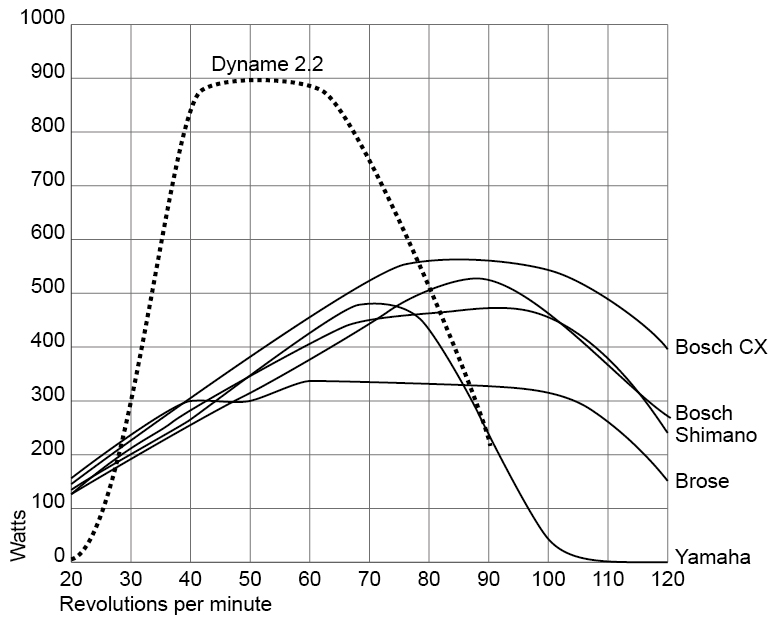 1000
900
Dyname 2.2
800
700
600
500
400
Bosch CX
300
Bosch
Shimano
200
Brose
100
Watts
0
Yamaha
20 30 40 50 60 70 80 90 100 110 120
Revolutions per minute